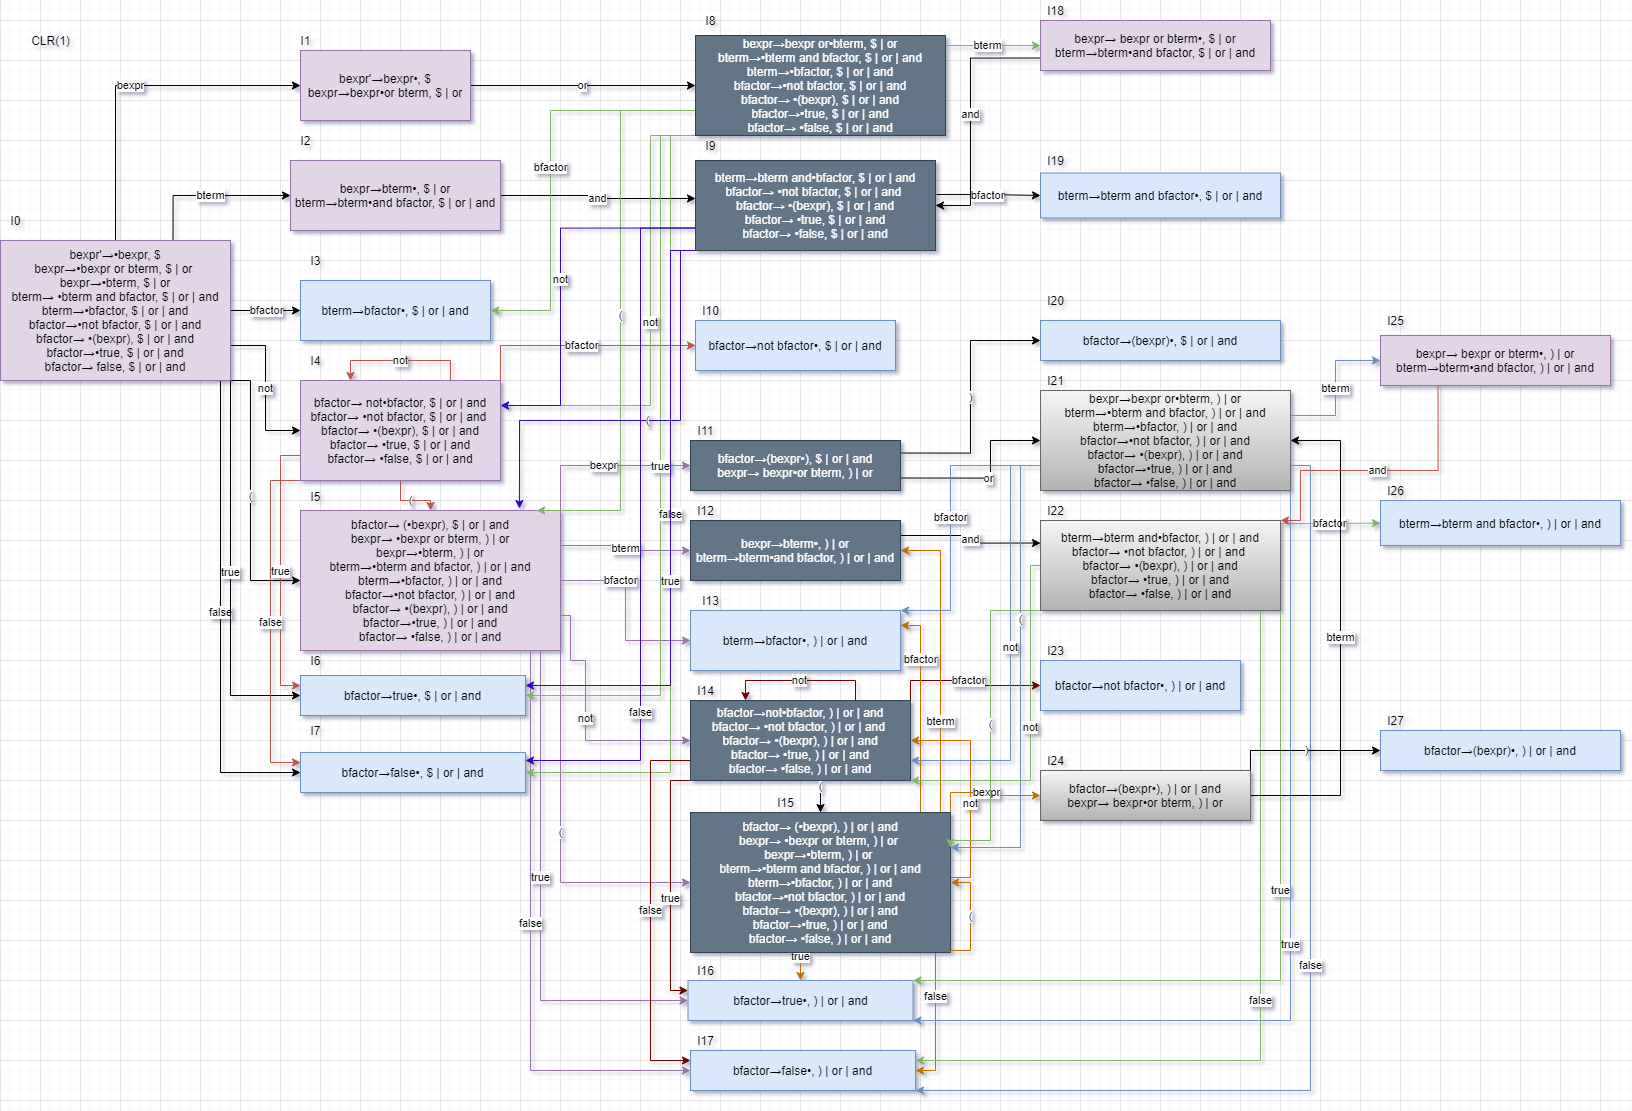 CLR(1)
I0
bexpr'→•bexpr, $
bexpr→•bexpr or bterm, $ | or
bexpr→•bterm, $ | or
bterm→ •bterm and bfactor, $ | or | and
bterm→•bfactor, $ | or | and
bfactor→•not bfactor, $ | or | and
bfactor→ •(bexpr), $ | or | and
bfactor→•true, $ | or | and
bfactor→ false, $ | or | and
bexpr
bterm
bfactor
not
(
true
false
I1
bexpr'→bexpr•, $
bexpr→bexpr•or bterm, $ | or
or
I2
bexpr→bterm•, $ | or
bterm→bterm•and bfactor, $ | or | and
and
I3
bterm→bfactor•, $ | or | and
I4
bfactor→ not•bfactor, $ | or | and
bfactor→ •not bfactor, $ | or | and
bfactor→ •(bexpr), $ | or | and
bfactor→ •true, $ | or | and
bfactor→ •false, $ | or | and
not
bfactor
(
true
false
I5
bfactor→ (•bexpr), $ | or | and
bexpr→ •bexpr or bterm, ) | or
bexpr→•bterm, ) | or
bterm→•bterm and bfactor, ) | or | and
bterm→•bfactor, ) | or | and
bfactor→•not bfactor, ) | or | and
bfactor→ •(bexpr), ) | or | and
bfactor→•true, ) | or | and
bfactor→ •false, ) | or | and
bexpr
bterm
bfactor
not
(
true
false
I6
bfactor→true•, $ | or | and
I7
bfactor→false•, $ | or | and
I8
bexpr→bexpr or•bterm, $ | or
bterm→•bterm and bfactor, $ | or | and
bterm→•bfactor, $ | or | and
bfactor→•not bfactor, $ | or | and
bfactor→ •(bexpr), $ | or | and
bfactor→•true, $ | or | and
bfactor→ •false, $ | or | and
bterm
bfactor
(
not
true
false
I9
bterm→bterm and•bfactor, $ | or | and
bfactor→ •not bfactor, $ | or | and
bfactor→ •(bexpr), $ | or | and
bfactor→ •true, $ | or | and
bfactor→ •false, $ | or | and
bfactor
not
(
true
false
I10
bfactor→not bfactor•, $ | or | and
I11
bfactor→(bexpr•), $ | or | and
bexpr→ bexpr•or bterm, ) | or
)
or
I12
bexpr→bterm•, ) | or
bterm→bterm•and bfactor, ) | or | and
and
I13
bterm→bfactor•, ) | or | and
I14
bfactor→not•bfactor, ) | or | and
bfactor→ •not bfactor, ) | or | and
bfactor→ •(bexpr), ) | or | and
bfactor→ •true, ) | or | and
bfactor→ •false, ) | or | and
not
bfactor
(
true
false
I15
bfactor→ (•bexpr), ) | or | and
bexpr→ •bexpr or bterm, ) | or
bexpr→•bterm, ) | or
bterm→•bterm and bfactor, ) | or | and
bterm→•bfactor, ) | or | and
bfactor→•not bfactor, ) | or | and
bfactor→ •(bexpr), ) | or | and
bfactor→•true, ) | or | and
bfactor→ •false, ) | or | and
bexpr
bterm
bfactor
not
(
true
false
I16
bfactor→true•, ) | or | and
I17
bfactor→false•, ) | or | and
I18
bexpr→ bexpr or bterm•, $ | or
bterm→bterm•and bfactor, $ | or | and
and
I19
bterm→bterm and bfactor•, $ | or | and
I20
bfactor→(bexpr)•, $ | or | and
I21
bexpr→bexpr or•bterm, ) | or
bterm→•bterm and bfactor, ) | or | and
bterm→•bfactor, ) | or | and
bfactor→•not bfactor, ) | or | and
bfactor→ •(bexpr), ) | or | and
bfactor→•true, ) | or | and
bfactor→ •false, ) | or | and
bterm
bfactor
not
(
true
false
I22
bterm→bterm and•bfactor, ) | or | and
bfactor→ •not bfactor, ) | or | and
bfactor→ •(bexpr), ) | or | and
bfactor→ •true, ) | or | and
bfactor→ •false, ) | or | and
bfactor
(
not
true
false
I23
bfactor→not bfactor•, ) | or | and
I24
bfactor→(bexpr•), ) | or | and
bexpr→ bexpr•or bterm, ) | or
)
bterm
I25
bexpr→ bexpr or bterm•, ) | or
bterm→bterm•and bfactor, ) | or | and
and
I26
bterm→bterm and bfactor•, ) | or | and
I27
bfactor→(bexpr)•, ) | or | and